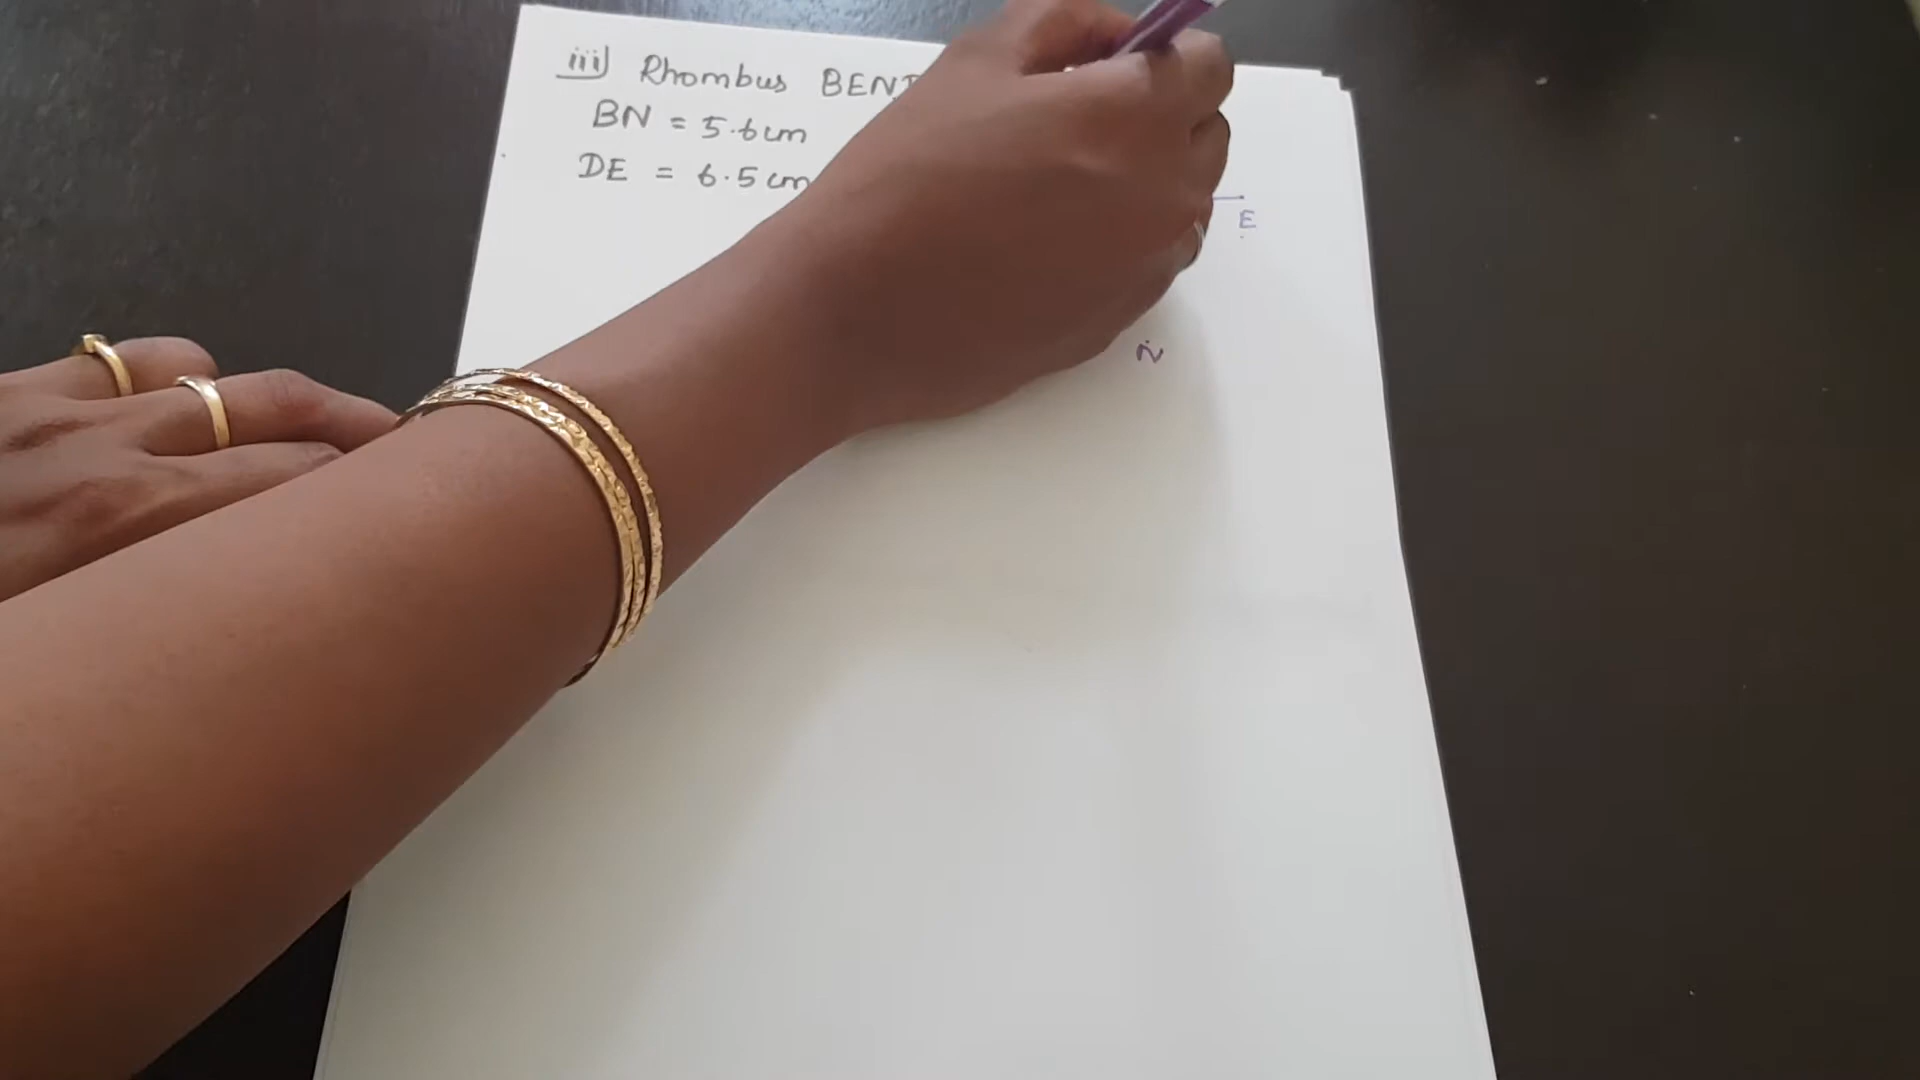 iii) Rhombus BEN
BN = 5.6cm
DE = 6.5cm
E
N